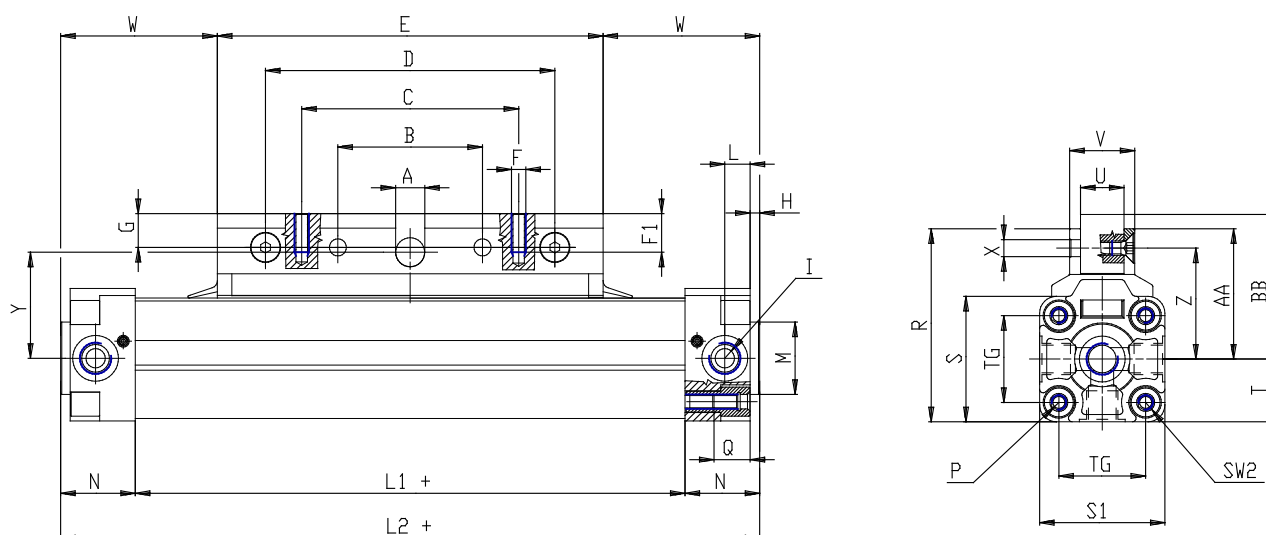 W E W
D
C
B F L
A H
G F1
I
Y M
Q
N L1 + N
L2 +
V
U
X Z AA BB
R S TG T
P TG SW2
S1